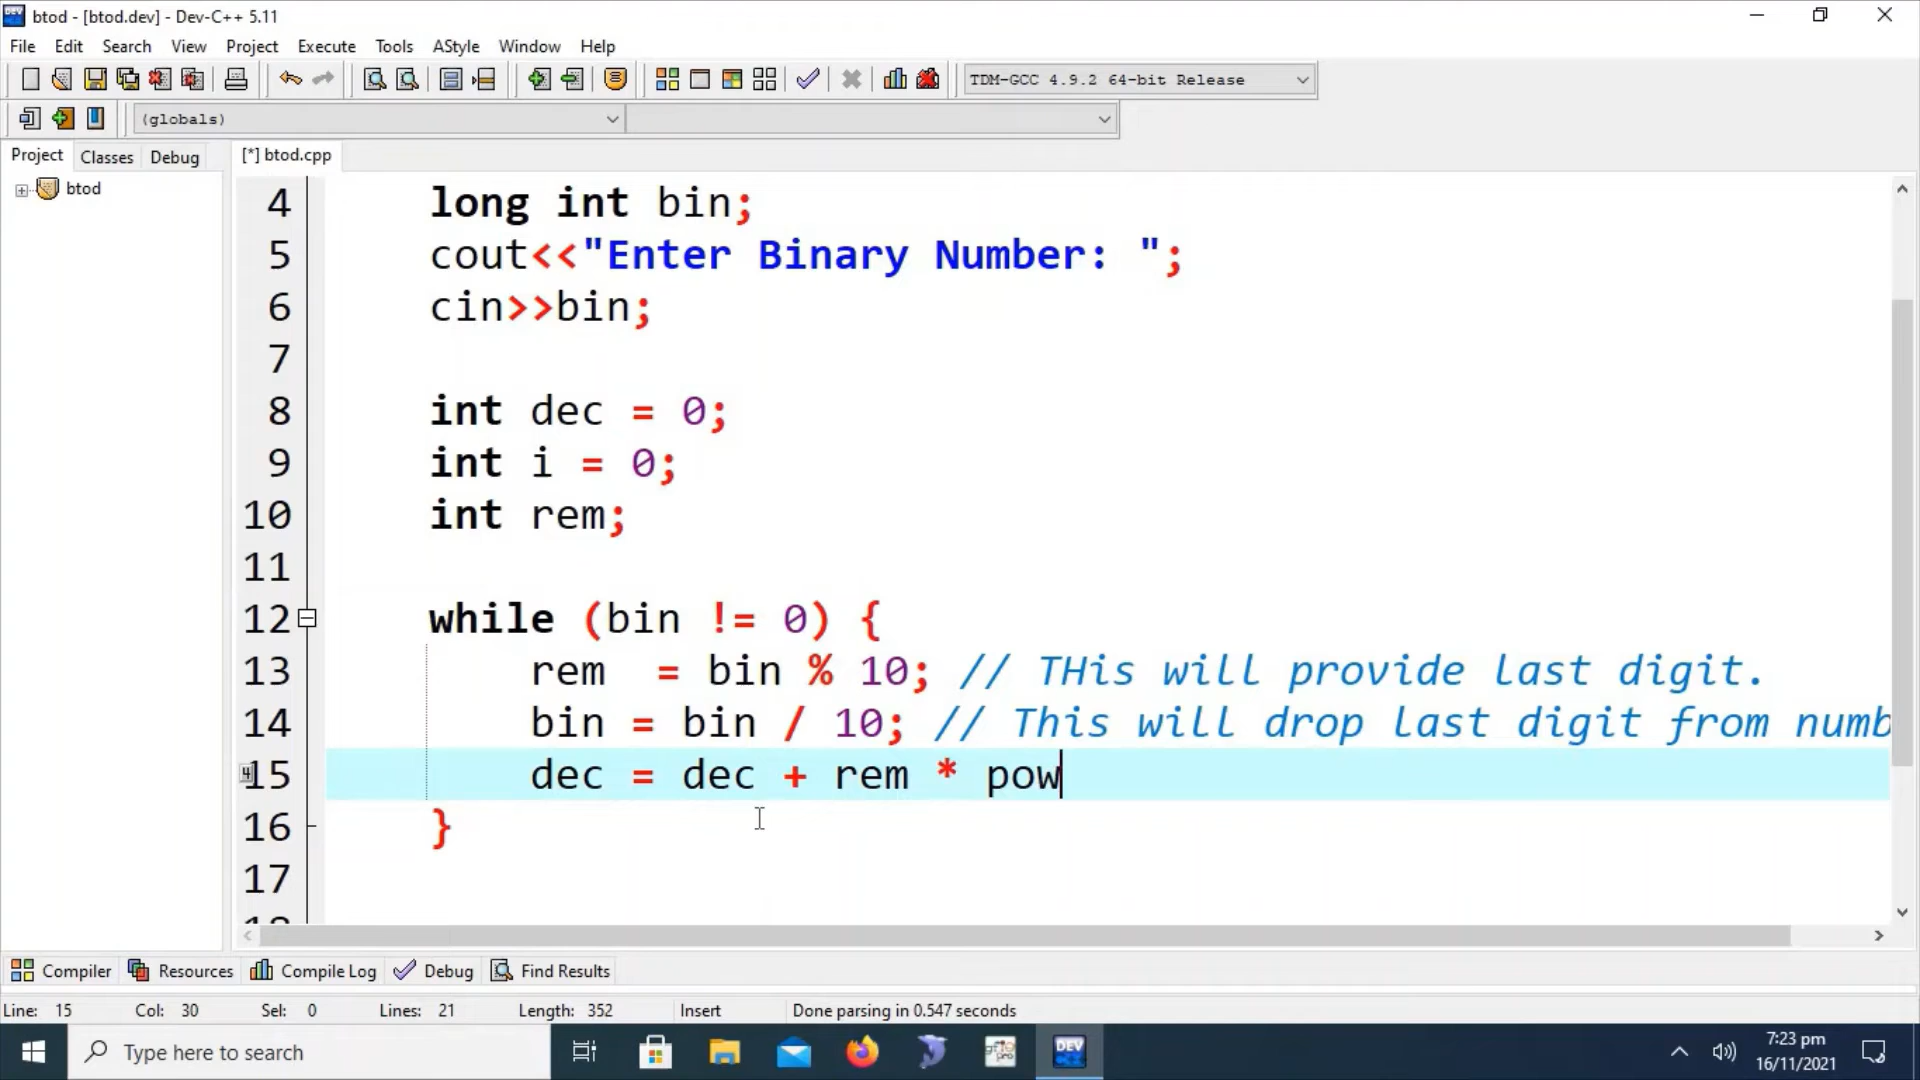 btod - [btod.dev] - Dev-C++ 5.11
File Edit Search View Project Execute Tools AStyle Window Help
TDM-GCC 4.9.2 64-bit Release
(globals)
Project Classes Debug [*] btod.cpp
btod
4 long int bin;
5 cout<<"Enter Binary Number: ";
6 cin>>bin;
7
8 int dec = 0;
9 int i = 0;
10 int rem;
11
12 while (bin != 0) {
13 rem  = bin % 10; // THis will provide last digit.
14 bin = bin / 10; // This will drop last digit from numb
15 dec = dec + rem * pow
16 }
17
Compiler Resources Compile Log Debug Find Results
Line: 15 Col: 30 Sel: 0 Lines: 21 Length: 352 Insert Done parsing in 0.547 seconds
Type here to search
DEV
7:23 pm
16/11/2021